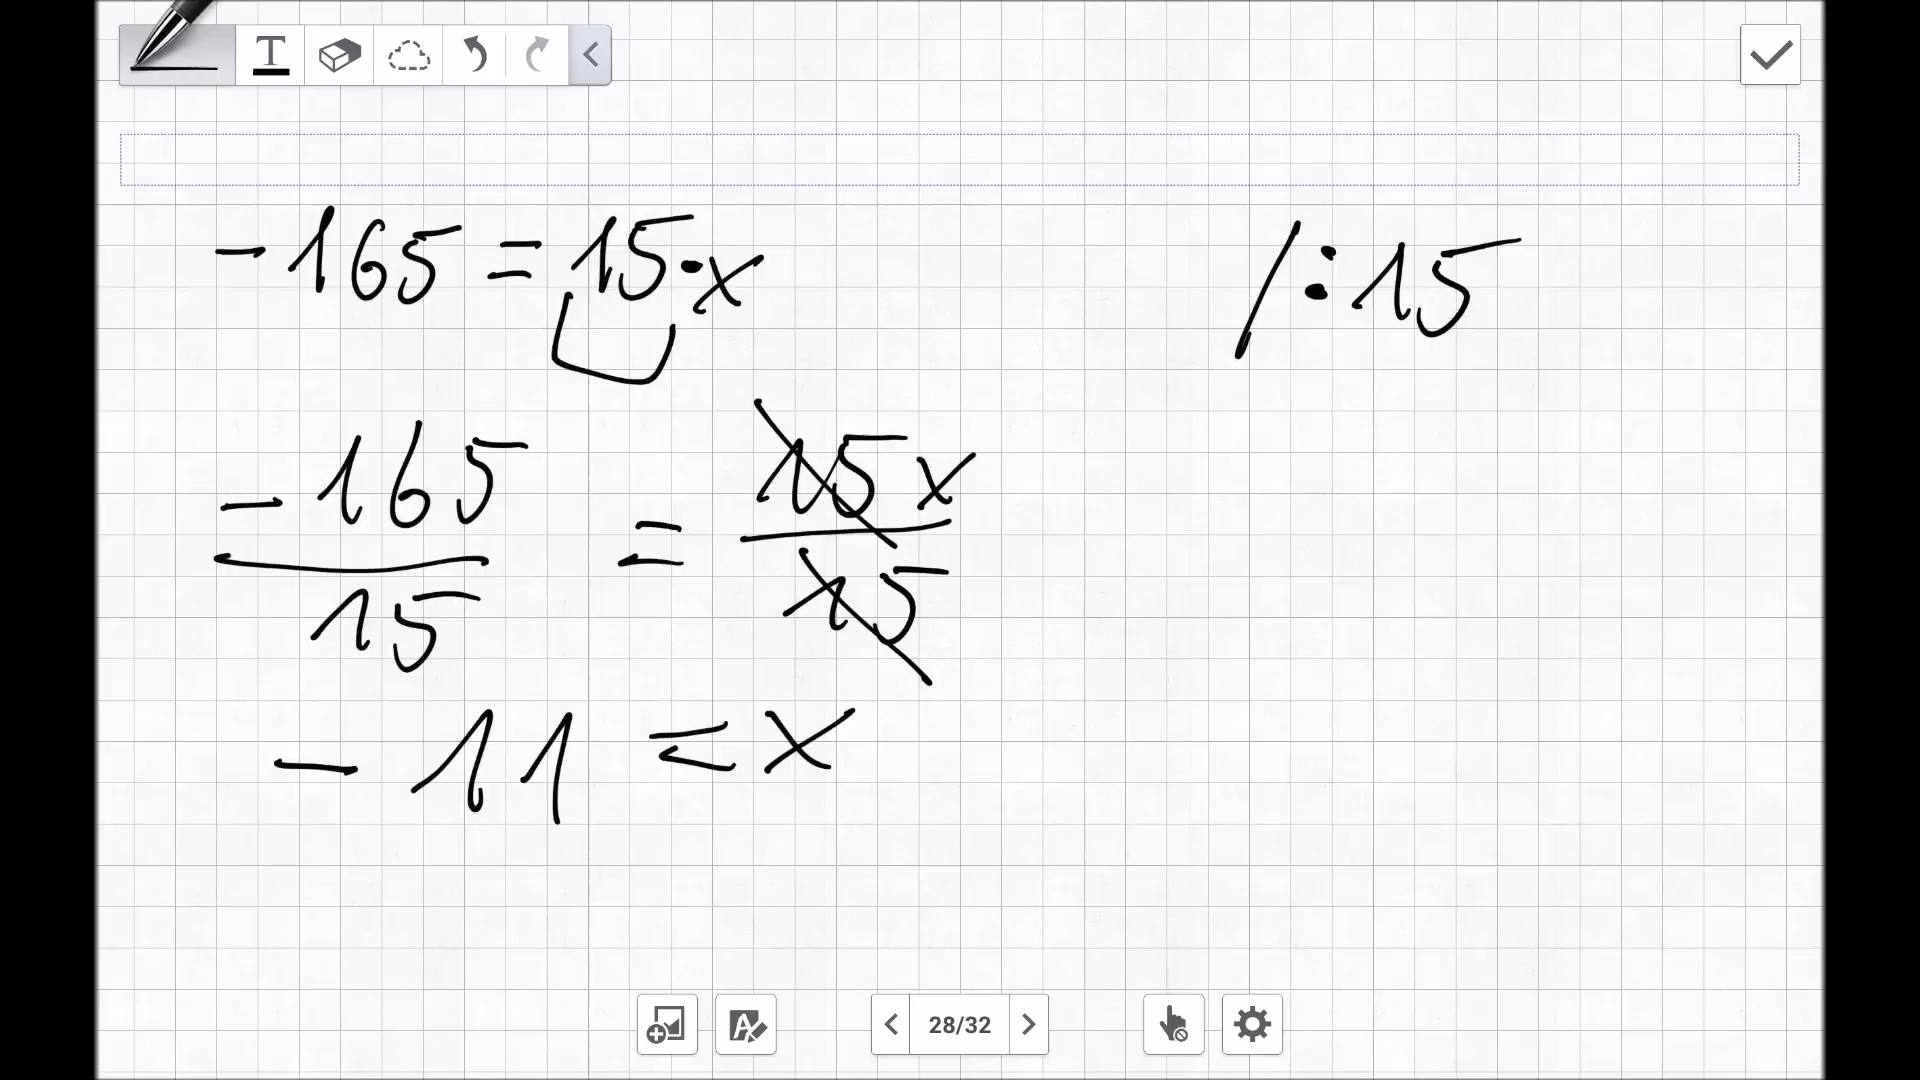 T
-165 = 15·x /:15
-165/15 = 15x/15
-11 = x
28/32